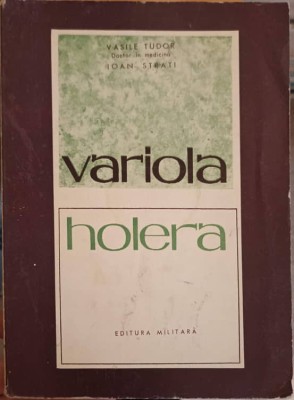 VASILE TUDOR
Doctor în medicină
IOAN STRATI
variola
holera
EDITURA MILITARĂ